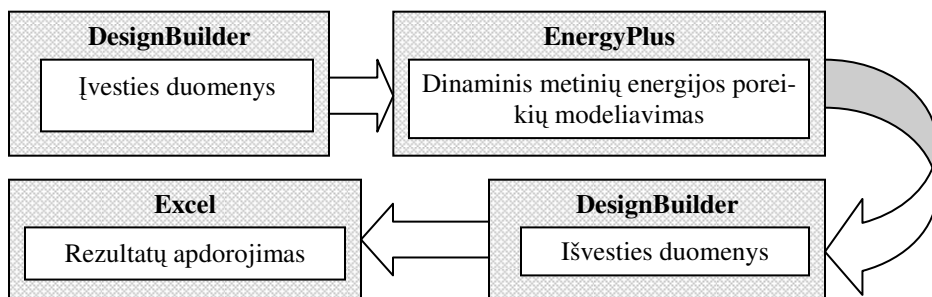 DesignBuilder
Įvesties duomenys
EnergyPlus
Dinaminis metinių energijos porei-
kių modeliavimas
Excel
Rezultatų apdorojimas
DesignBuilder
Išvesties duomenys